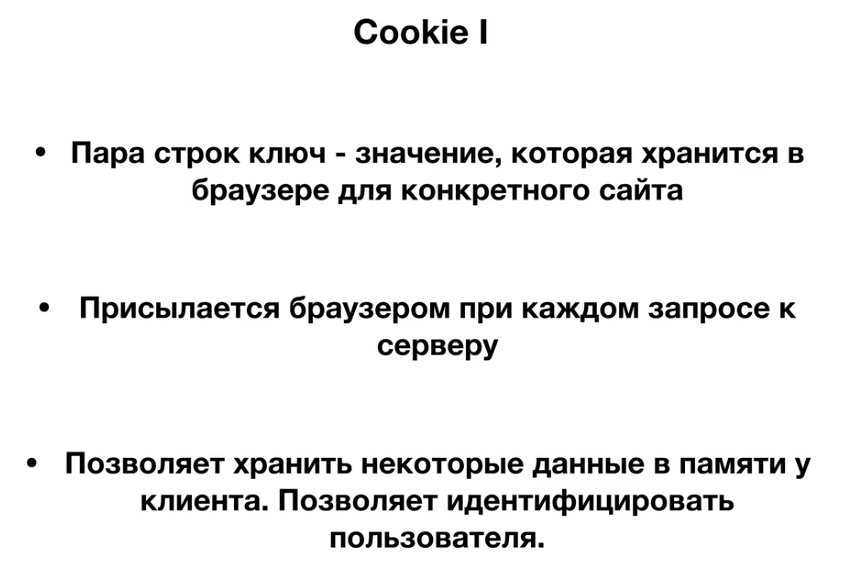 Cookie I
• Пара строк ключ - значение, которая хранится в
браузере для конкретного сайта
• Присылается браузером при каждом запросе к
серверу
• Позволяет хранить некоторые данные в памяти у
клиента. Позволяет идентифицировать
пользователя.